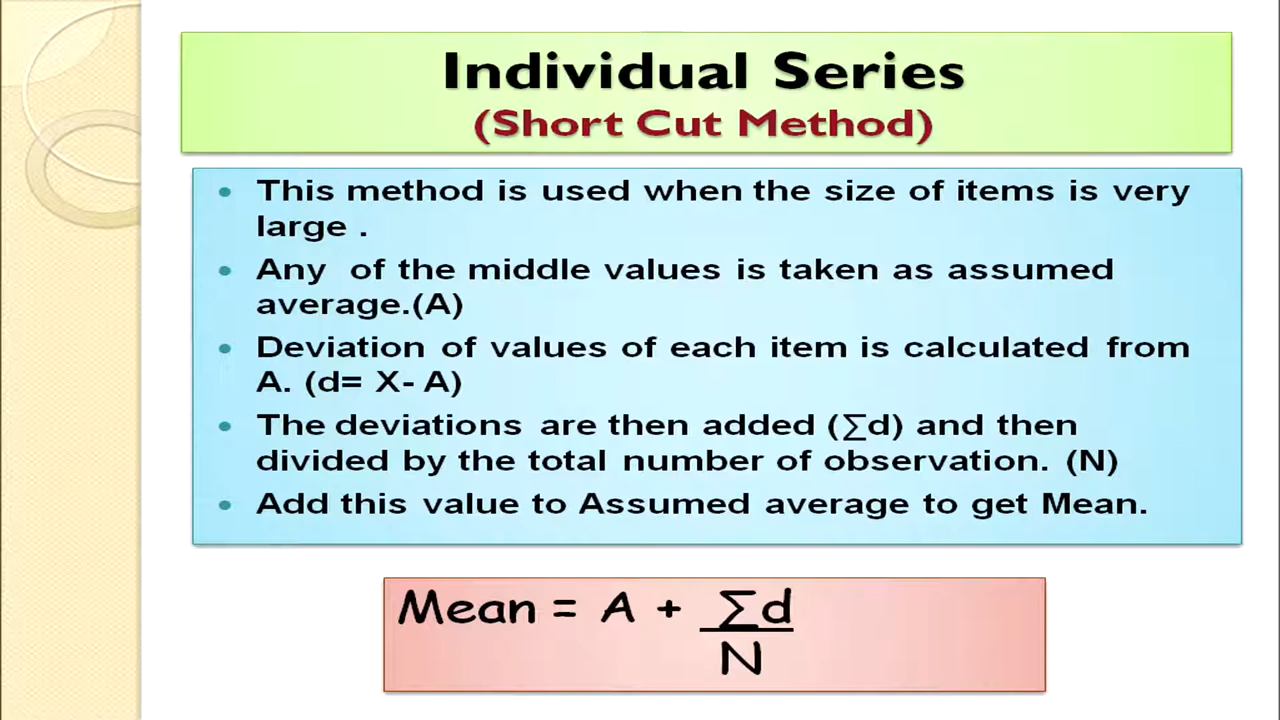 Individual Series
(Short Cut Method)
• This method is used when the size of items is very
large .
• Any of the middle values is taken as assumed
average.(A)
• Deviation of values of each item is calculated from
A. (d= X- A)
• The deviations are then added (∑d) and then
divided by the total number of observation. (N)
• Add this value to Assumed average to get Mean.
Mean = A + ∑d
N